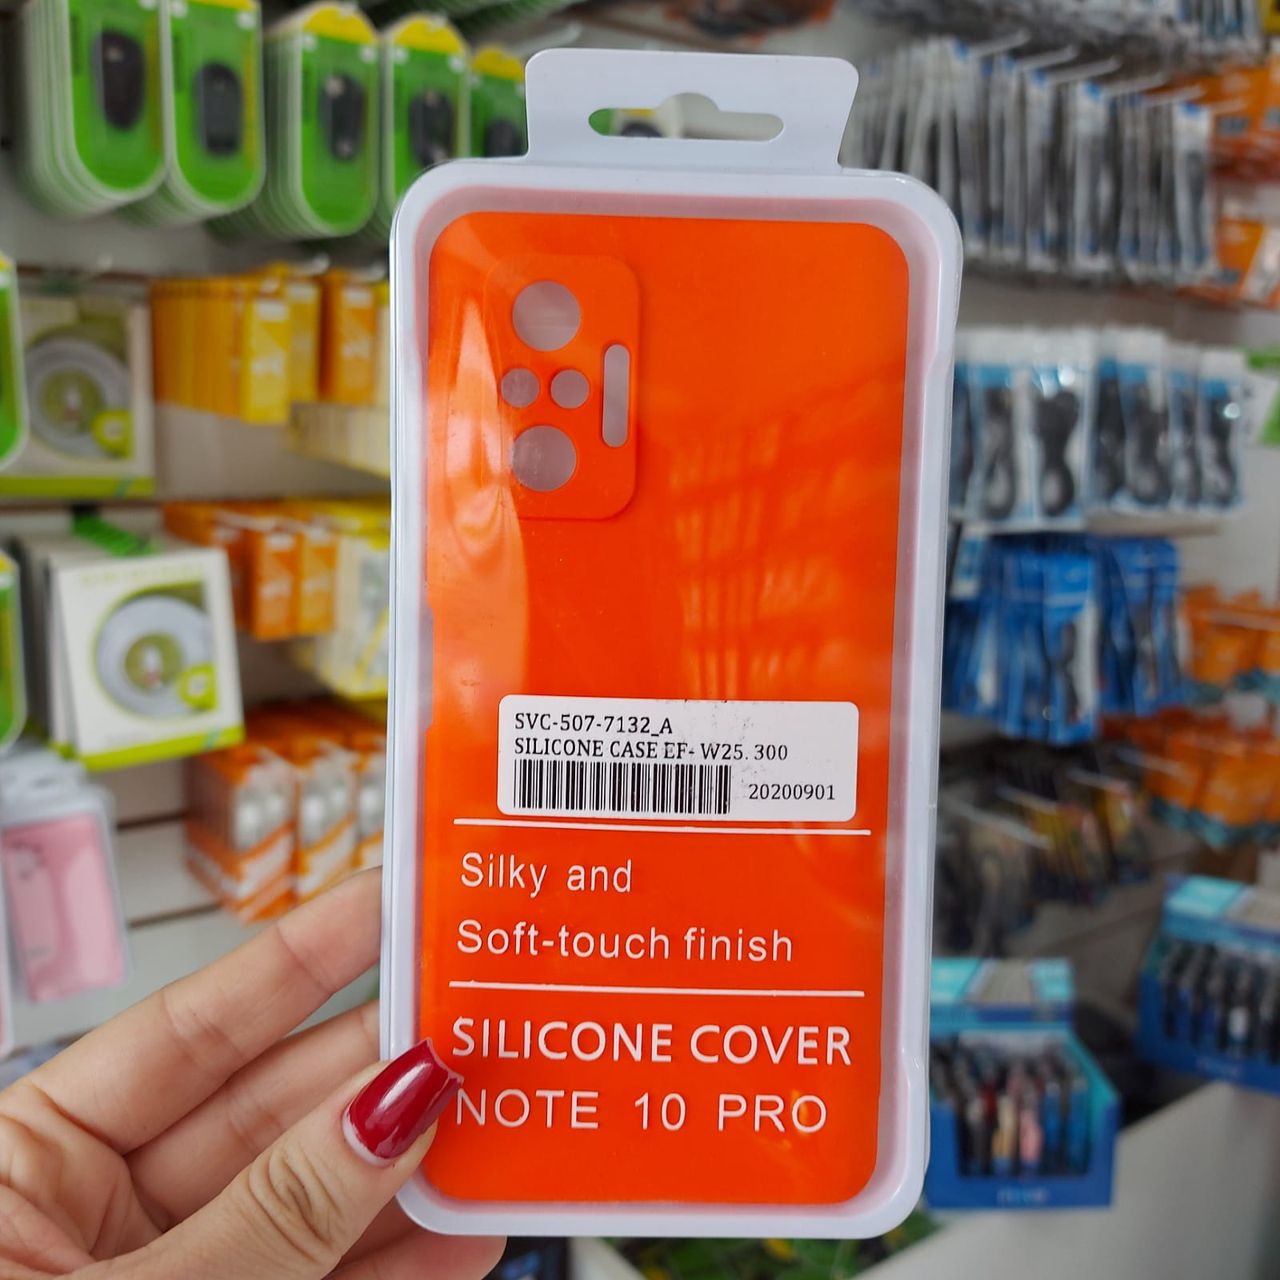 SVC-507-7132_A
SILICONE CASE EF- W25. 300
20200901
Silky and
Soft-touch finish
SILICONE COVER
NOTE 10 PRO